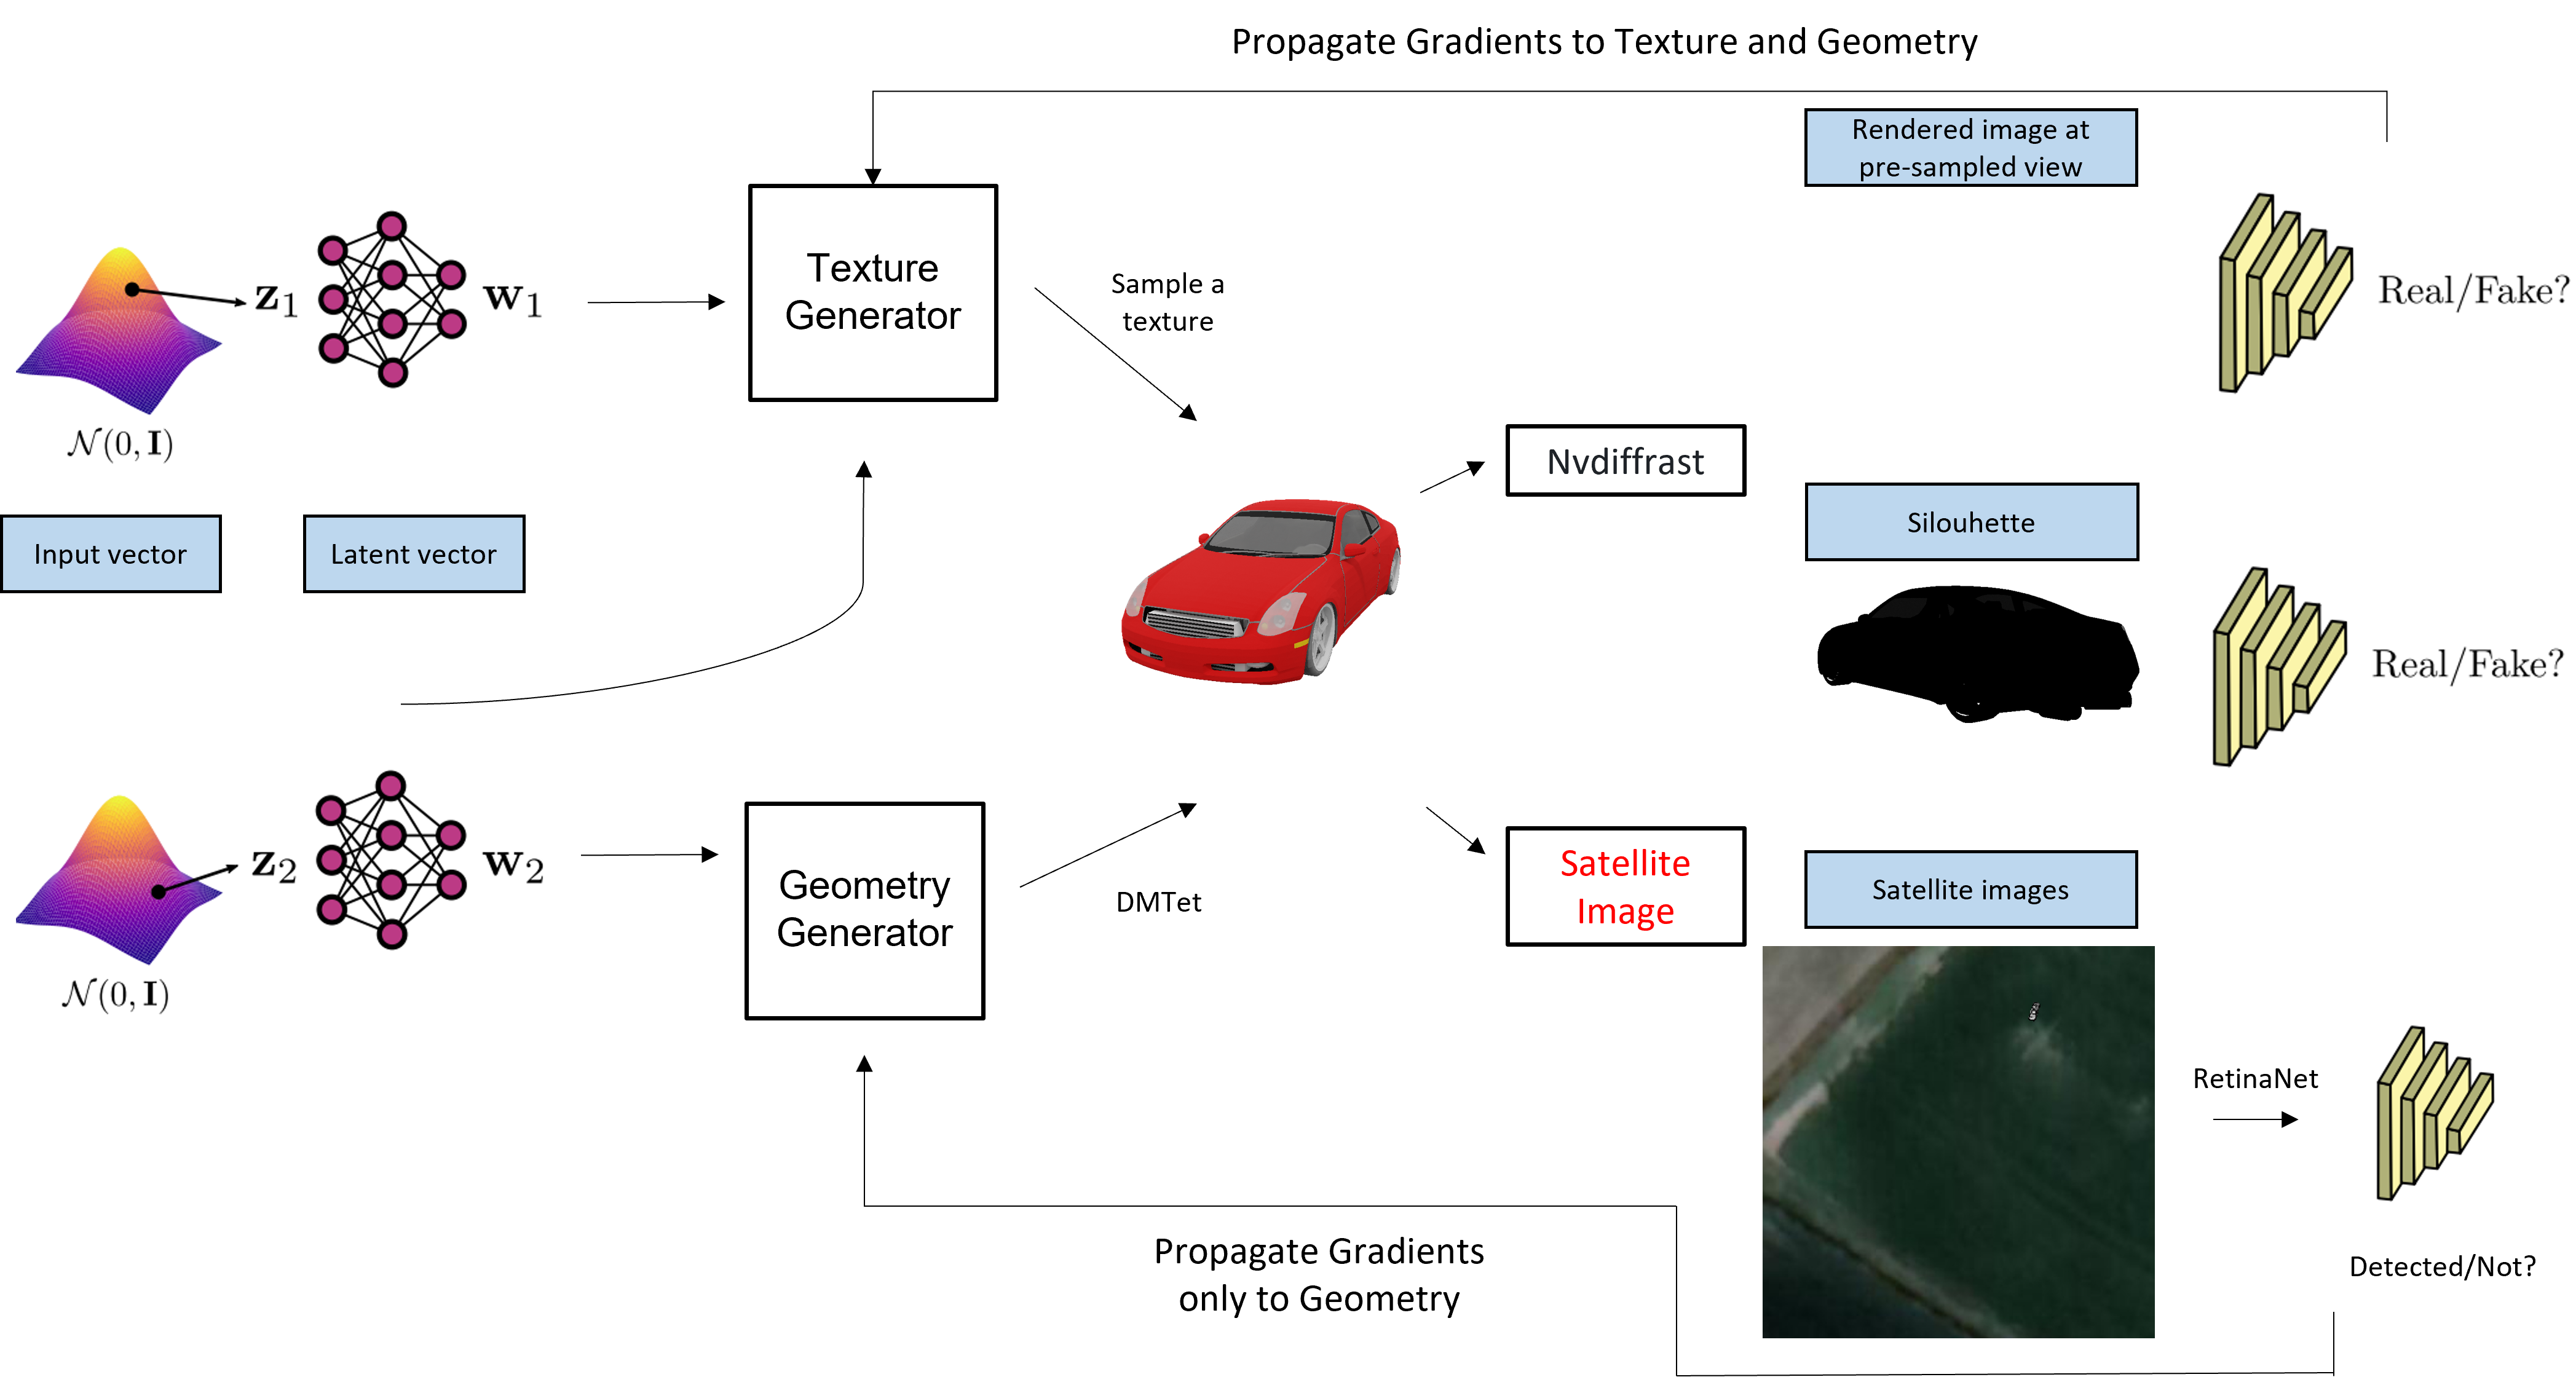 Propagate Gradients to Texture and Geometry
Rendered image at
pre-sampled view
Texture
Generator
Sample a
texture
z₁
w₁
Real/Fake?
𝒩(0, I)
Nvdiffrast
Input vector
Latent vector
Silouhette
Real/Fake?
z₂
w₂
Geometry
Generator
DMTet
Satellite
Image
Satellite images
𝒩(0, I)
RetinaNet
Propagate Gradients
only to Geometry
Detected/Not?